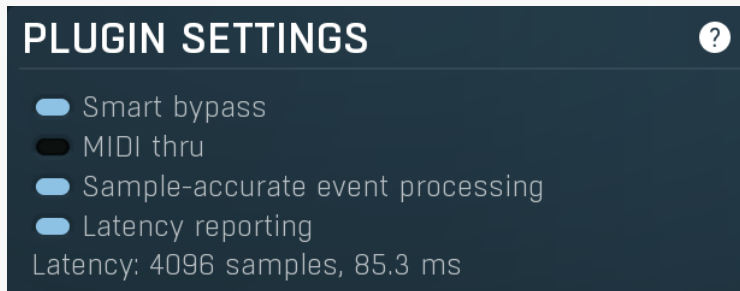 PLUGIN SETTINGS ?
Smart bypass
MIDI thru
Sample-accurate event processing
Latency reporting
Latency: 4096 samples, 85.3 ms